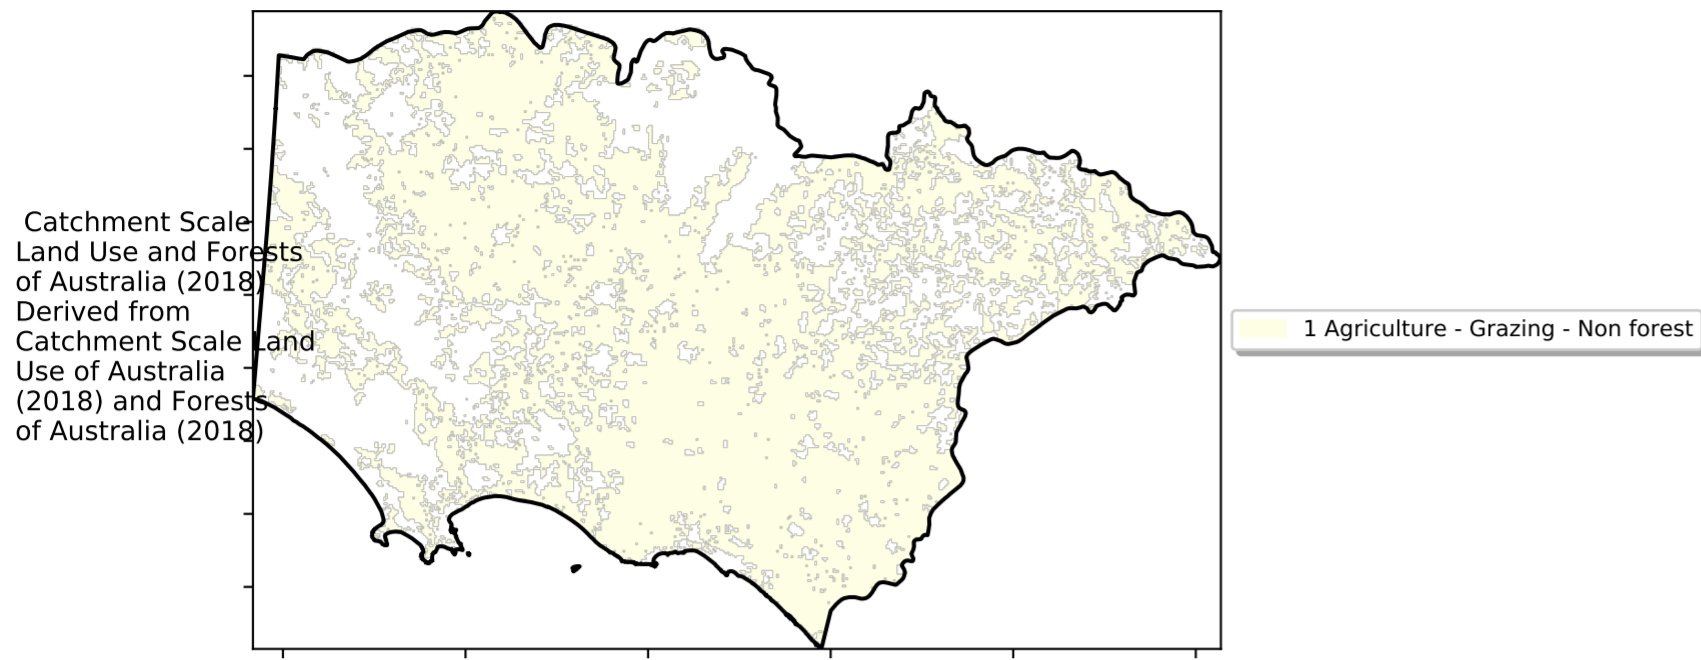 Catchment Scale
Land Use and Forests
of Australia (2018)
Derived from
Catchment Scale Land
Use of Australia
(2018) and Forests
of Australia (2018)
1 Agriculture - Grazing - Non forest